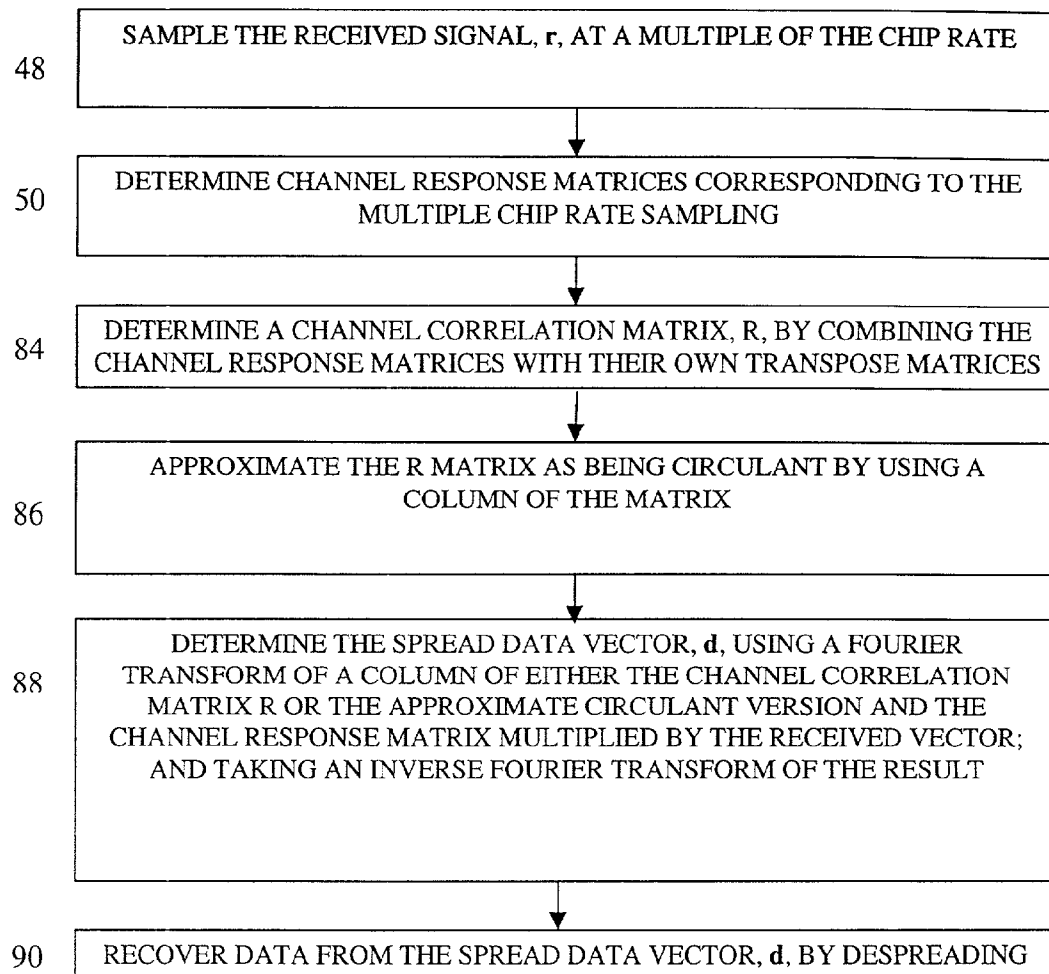 48
SAMPLE THE RECEIVED SIGNAL, r, AT A MULTIPLE OF THE CHIP RATE
50
DETERMINE CHANNEL RESPONSE MATRICES CORRESPONDING TO THE
MULTIPLE CHIP RATE SAMPLING
84
DETERMINE A CHANNEL CORRELATION MATRIX, R, BY COMBINING THE
CHANNEL RESPONSE MATRICES WITH THEIR OWN TRANSPOSE MATRICES
86
APPROXIMATE THE R MATRIX AS BEING CIRCULANT BY USING A
COLUMN OF THE MATRIX
88
DETERMINE THE SPREAD DATA VECTOR, d, USING A FOURIER
TRANSFORM OF A COLUMN OF EITHER THE CHANNEL CORRELATION
MATRIX R OR THE APPROXIMATE CIRCULANT VERSION AND THE
CHANNEL RESPONSE MATRIX MULTIPLIED BY THE RECEIVED VECTOR;
AND TAKING AN INVERSE FOURIER TRANSFORM OF THE RESULT
90
RECOVER DATA FROM THE SPREAD DATA VECTOR, d, BY DESPREADING